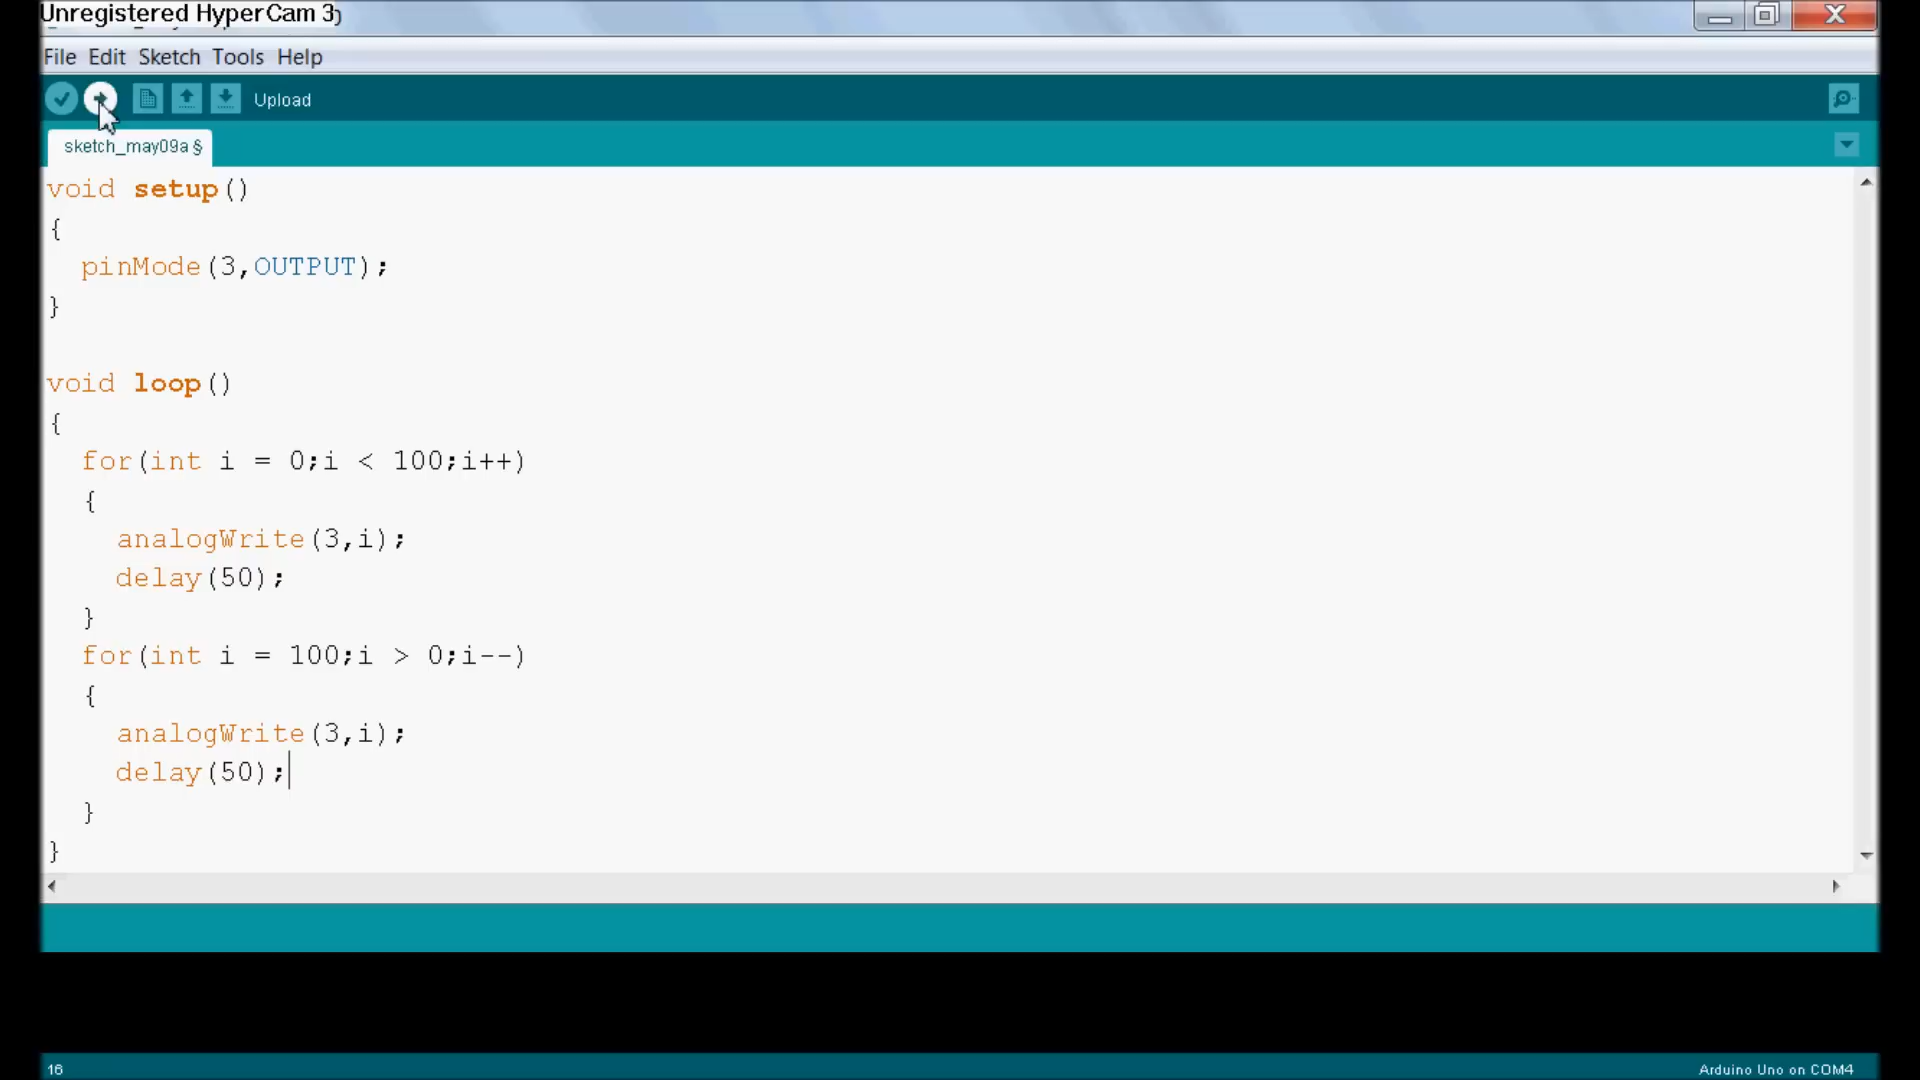 Unregistered HyperCam 3
File Edit Sketch Tools Help
Upload
sketch_may09a §
void setup()
{
  pinMode(3,OUTPUT);
}

void loop()
{
  for(int i = 0;i < 100;i++)
  {
    analogWrite(3,i);
    delay(50);
  }
  for(int i = 100;i > 0;i--)
  {
    analogWrite(3,i);
    delay(50);
  }
}
16
Arduino Uno on COM4